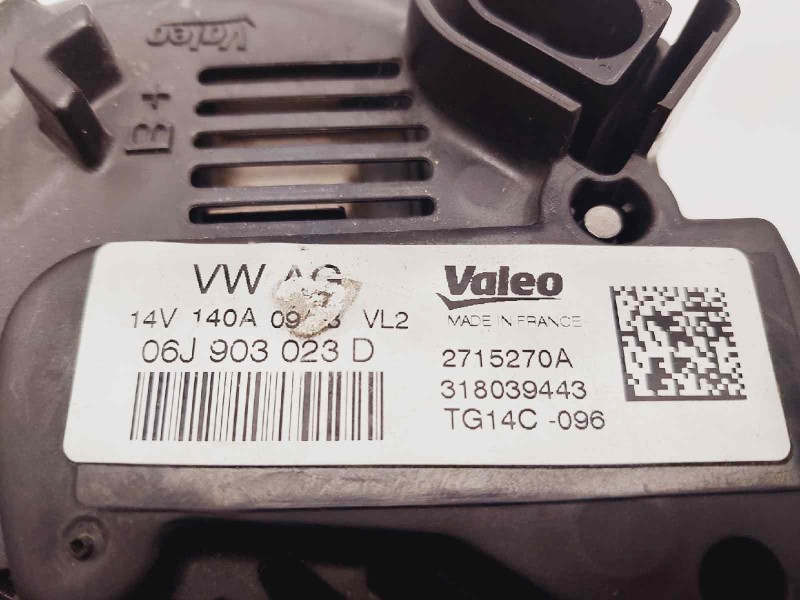 Valeo
B+
VW AG
14V 140A VL2
06J 903 023 D
Valeo
MADE IN FRANCE
2715270A
318039443
TG14C -096